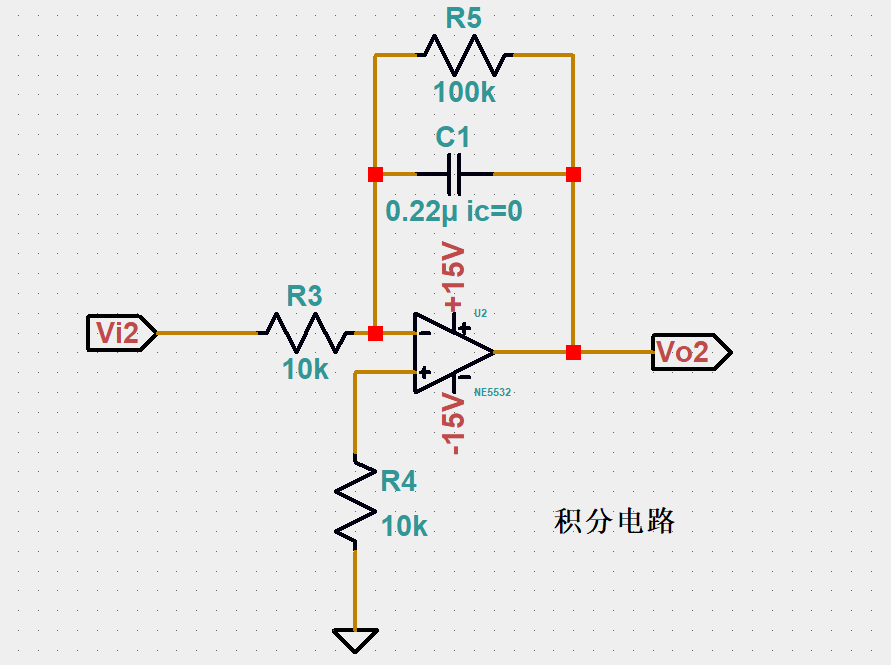 R5
100k
C1
0.22µ ic=0
+15V
R3
U2
Vi2
-
+
10k
+
-
Vo2
NE5532
-15V
R4
10k
积分电路